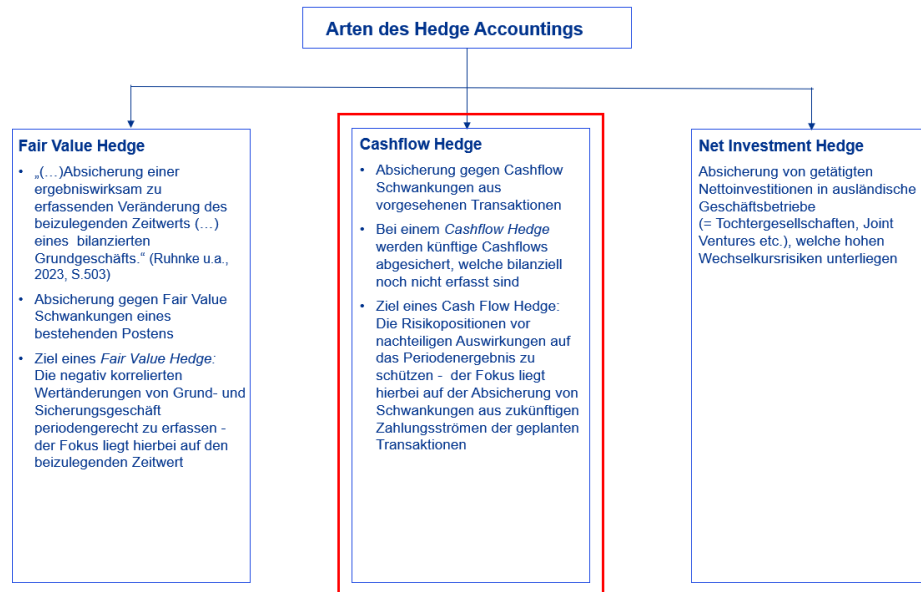 Arten des Hedge Accountings
Fair Value Hedge
• „(…)Absicherung einer
ergebniswirksam zu
erfassenden Veränderung des
beizulegenden Zeitwerts (…)
eines bilanzierten
Grundgeschäfts.“ (Ruhnke u.a.,
2023, S.503)
• Absicherung gegen Fair Value
Schwankungen eines
bestehenden Postens
• Ziel eines Fair Value Hedge:
Die negativ korrelierten
Wertänderungen von Grund- und
Sicherungsgeschäft
periodengerecht zu erfassen -
der Fokus liegt hierbei auf den
beizulegenden Zeitwert
Cashflow Hedge
• Absicherung gegen Cashflow
Schwankungen aus
vorgesehenen Transaktionen
• Bei einem Cashflow Hedge
werden künftige Cashflows
abgesichert, welche bilanziell
noch nicht erfasst sind
• Ziel eines Cash Flow Hedge:
Die Risikopositionen vor
nachteiligen Auswirkungen auf
das Periodenergebnis zu
schützen - der Fokus liegt
hierbei auf der Absicherung von
Schwankungen aus zukünftigen
Zahlungsströmen der geplanten
Transaktionen
Net Investment Hedge
Absicherung von getätigten
Nettoinvestitionen in ausländische
Geschäftsbetriebe
(= Tochtergesellschaften, Joint
Ventures etc.), welche hohen
Wechselkursrisiken unterliegen